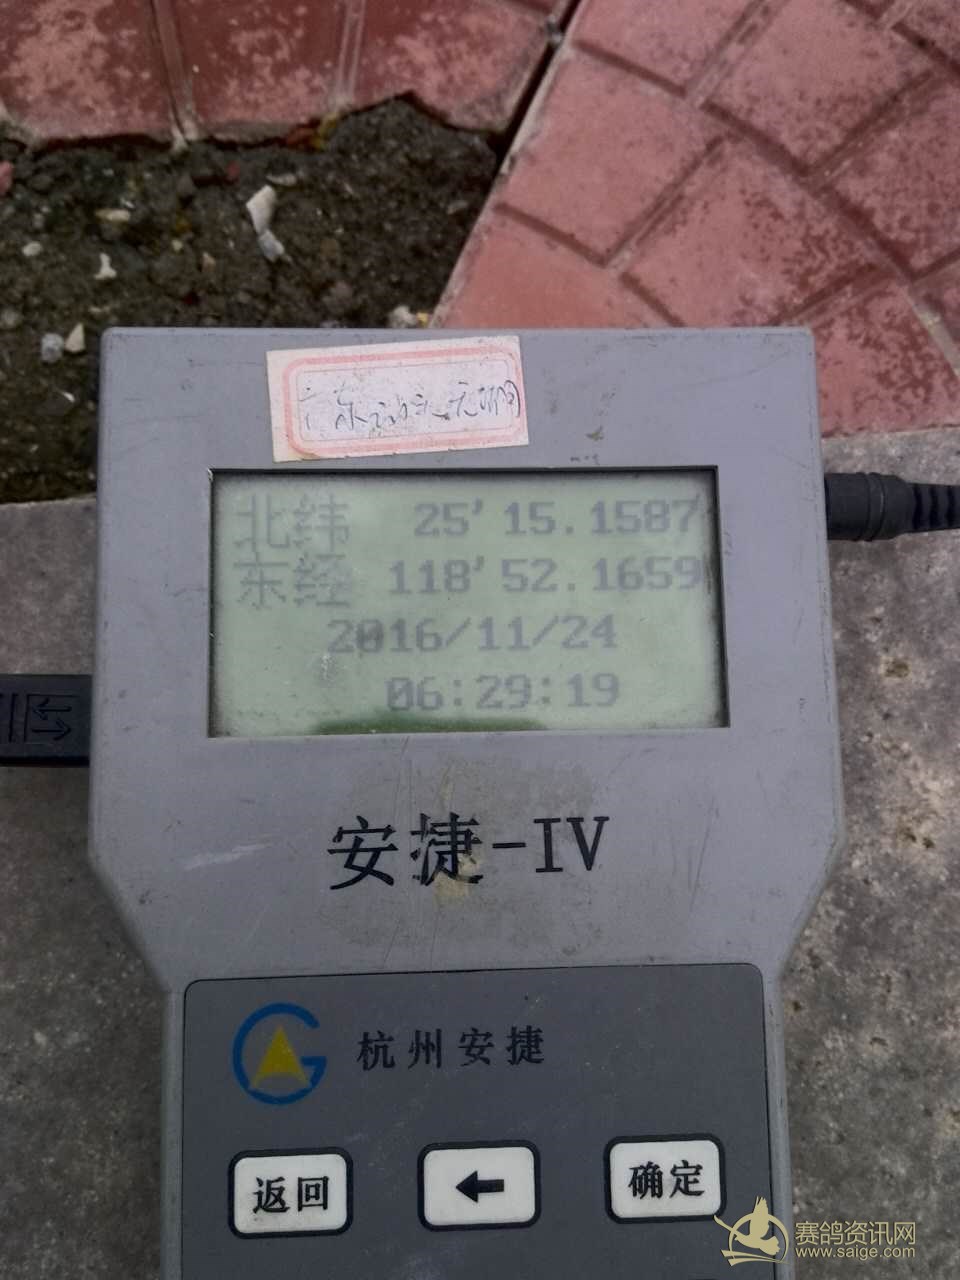 北纬 25'15.1587
东经 118'52.1659
2016/11/24
06:29:19
安捷-IV
杭州安捷
返回
确定
赛鸽资讯网
www.saige.com